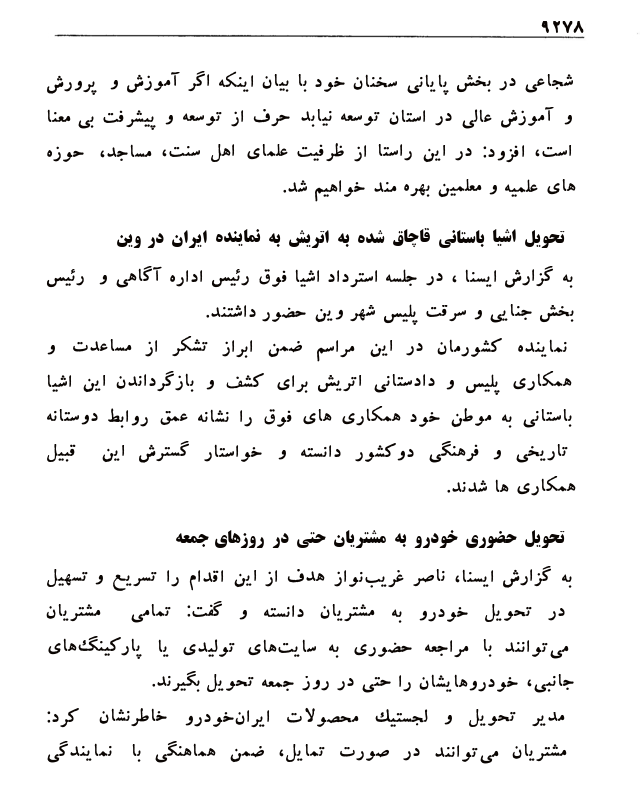 ۹۲۷۸
شجاعی در بخش پایانی سخنان خود با بیان اینکه اگر آموزش و پرورش
و آموزش عالی در استان توسعه نیابد حرف از توسعه و پیشرفت بی معنا
است، افزود: در این راستا از ظرفیت علمای اهل سنت، مساجد، حوزه
های علمیه و معلمین بهره مند خواهیم شد.
تحویل اشیا باستانی قاچاق شده به اتریش به نماینده ایران در وین
به گزارش ایسنا ، در جلسه استرداد اشیا فوق رئیس اداره آگاهی و رئیس
بخش جنایی و سرقت پلیس شهر وین حضور داشتند.
نماینده کشورمان در این مراسم ضمن ابراز تشکر از مساعدت و
همکاری پلیس و دادستانی اتریش برای کشف و بازگرداندن این اشیا
باستانی به موطن خود همکاری های فوق را نشانه عمق روابط دوستانه
تاریخی و فرهنگی دوکشور دانسته و خواستار گسترش این قبیل
همکاری ها شدند.
تحویل حضوری خودرو به مشتریان حتی در روزهای جمعه
به گزارش ایسنا، ناصر غریب‌نواز هدف از این اقدام را تسریع و تسهیل
در تحویل خودرو به مشتریان دانسته و گفت: تمامی مشتریان
می‌توانند با مراجعه حضوری به سایت‌های تولیدی یا پارکینگ‌های
جانبی، خودروهایشان را حتی در روز جمعه تحویل بگیرند.
مدیر تحویل و لجستیك محصولات ایران‌خودرو خاطرنشان کرد:
مشتریان می‌توانند در صورت تمایل، ضمن هماهنگی با نمایندگی